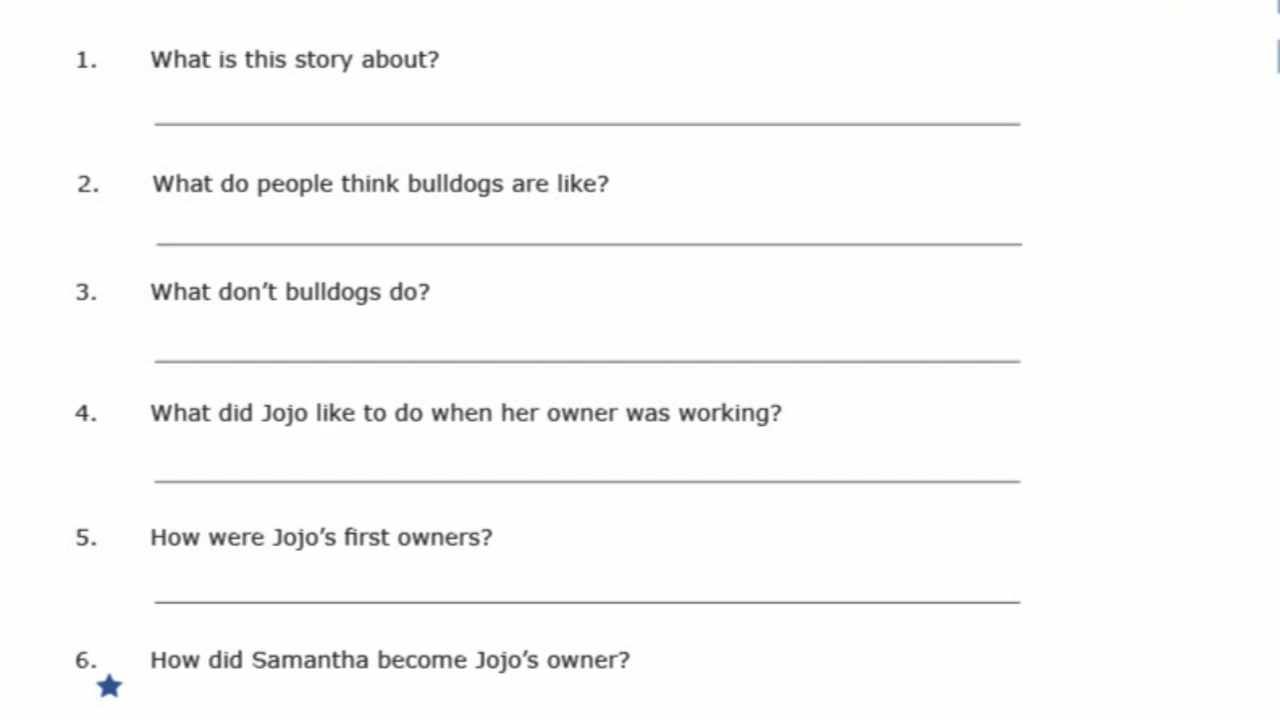 1. What is this story about?
2. What do people think bulldogs are like?
3. What don't bulldogs do?
4. What did Jojo like to do when her owner was working?
5. How were Jojo's first owners?
6. How did Samantha become Jojo's owner?